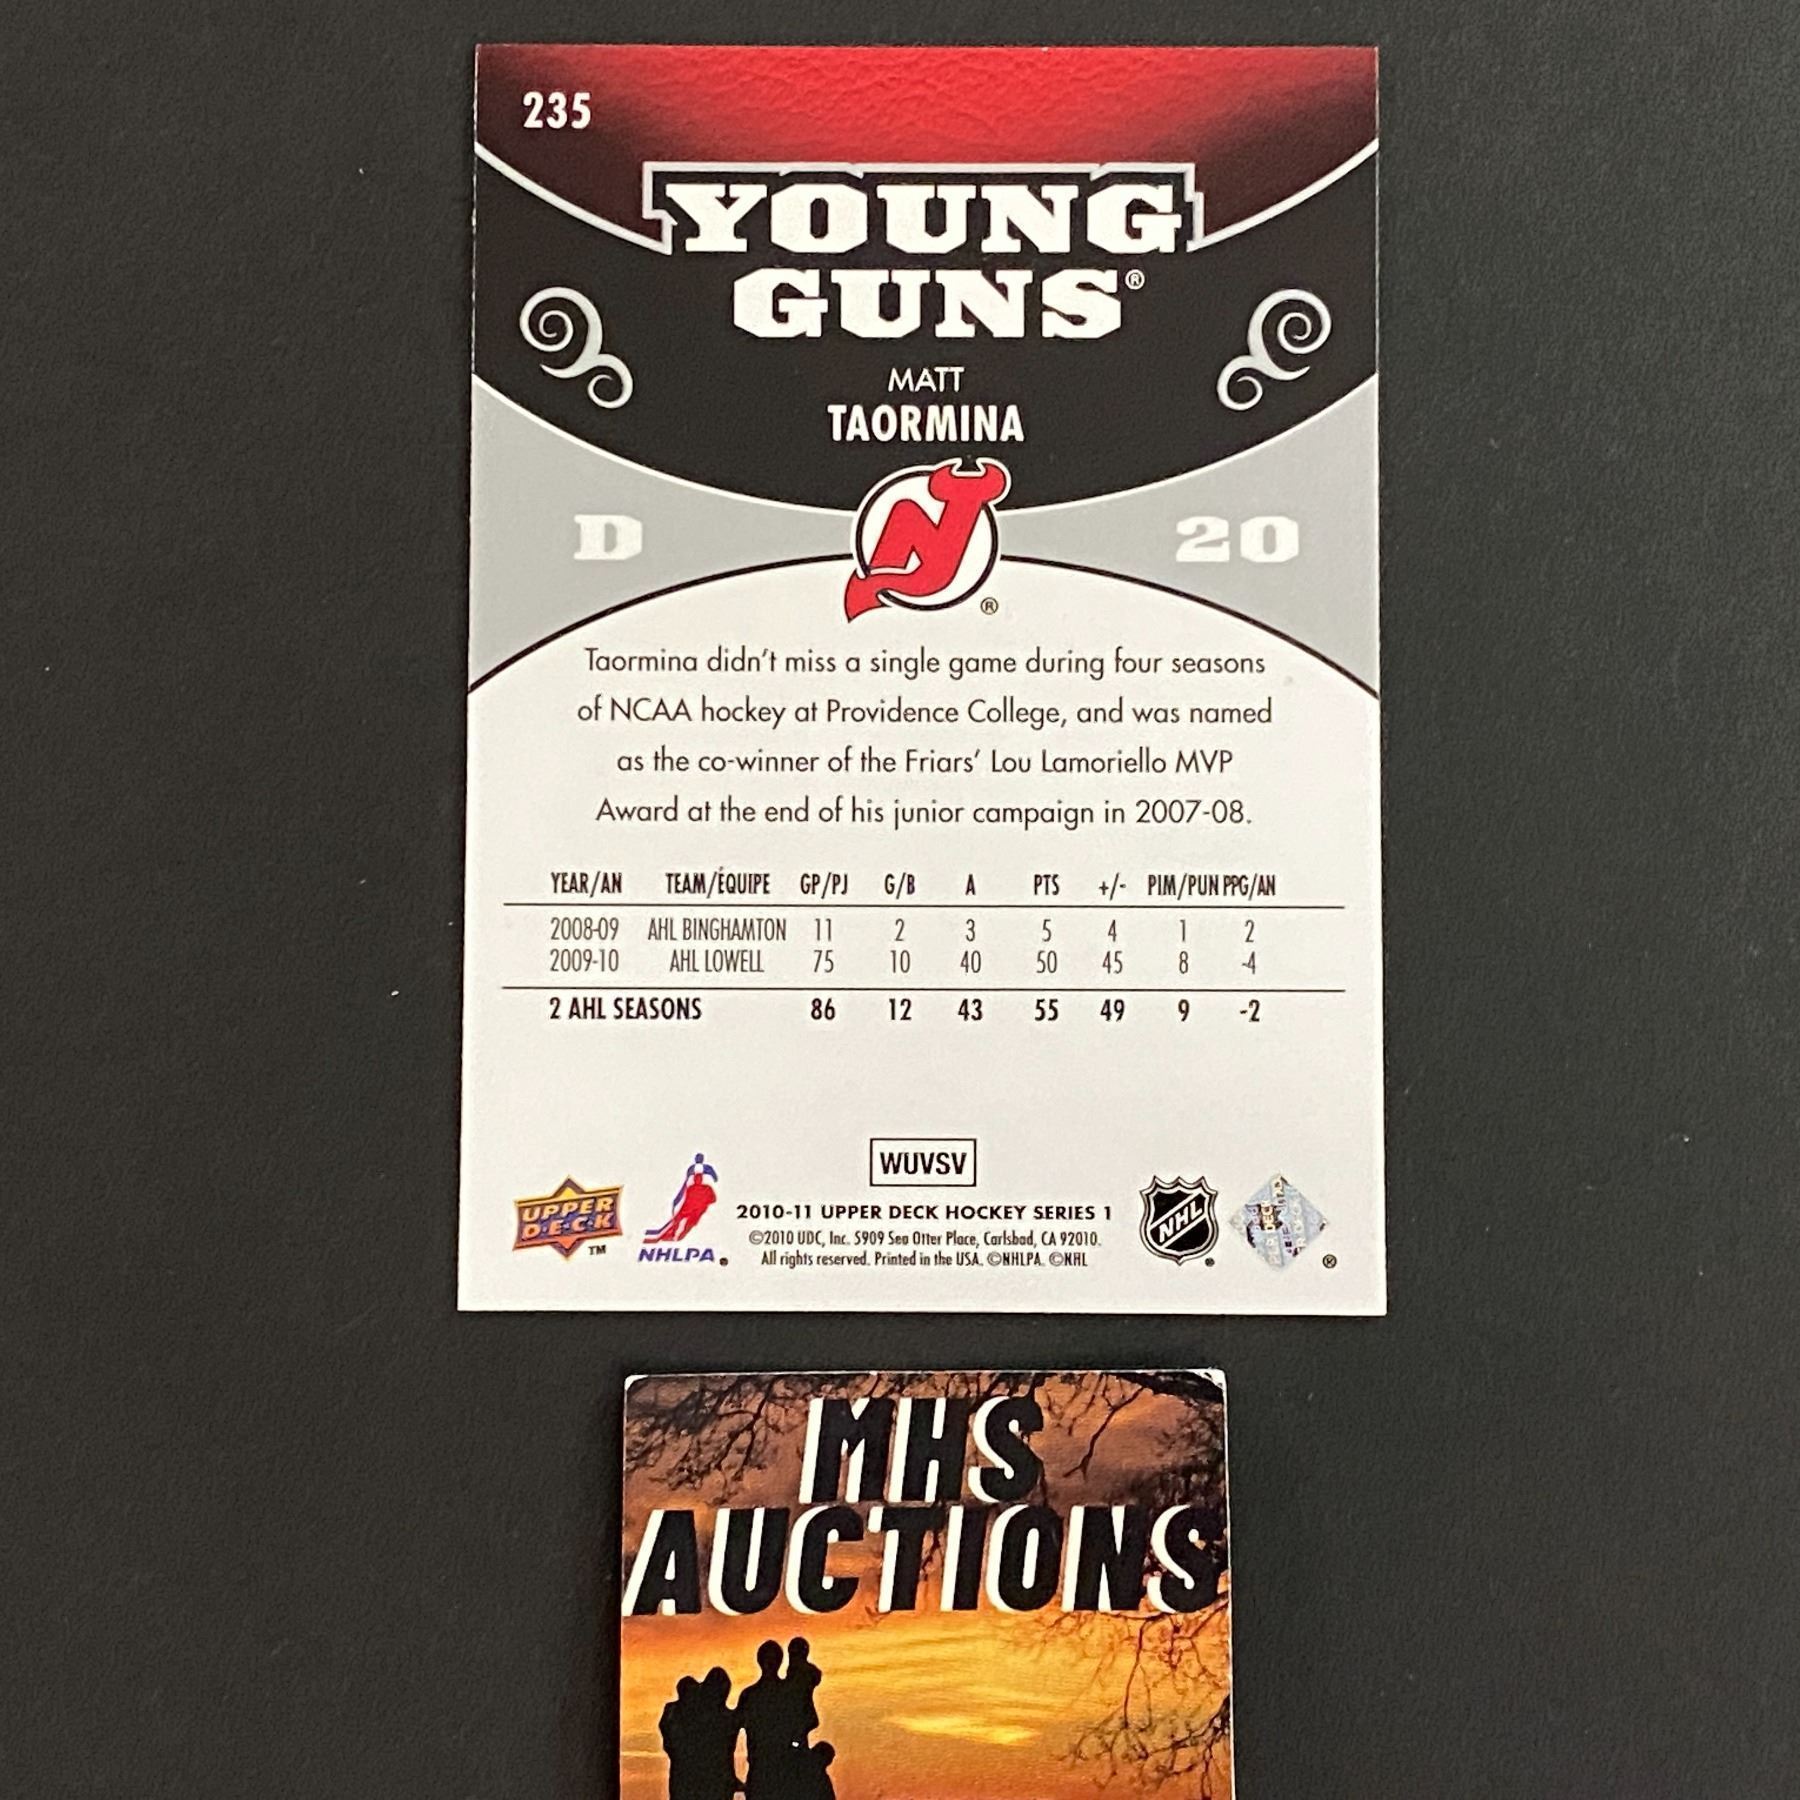 235
YOUNG
GUNS®
MATT
TAORMINA
D 20
®
Taormina didn't miss a single game during four seasons
of NCAA hockey at Providence College, and was named
as the co-winner of the Friars' Lou Lamoriello MVP
Award at the end of his junior campaign in 2007-08.
YEAR/AN TEAM/ÉQUIPE GP/PJ G/B A PTS +/- PIM/PUN PPG/AN
2008-09 AHL BINGHAMTON 11 2 3 5 4 1 2
2009-10 AHL LOWELL 75 10 40 50 45 8 -4
2 AHL SEASONS 86 12 43 55 49 9 -2
WUVSV
UPPER
DECK
TM
NHLPA
2010-11 UPPER DECK HOCKEY SERIES 1
©2010 UDC, Inc. 5909 Sea Otter Place, Carlsbad, CA 92010.
All rights reserved. Printed in the USA. ©NHLPA. ©NHL
NHL
®
MHS
AUCTIONS